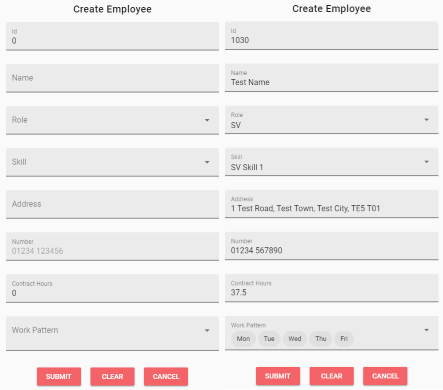 Create Employee
Id
0
Name
Role
Skill
Address
Number
01234 123456
Contract Hours
0
Work Pattern
SUBMIT CLEAR CANCEL
Create Employee
Id
1030
Name
Test Name
Role
SV
Skill
SV Skill 1
Address
1 Test Road, Test Town, Test City, TE5 T01
Number
01234 567890
Contract Hours
37.5
Work Pattern
Mon Tue Wed Thu Fri
SUBMIT CLEAR CANCEL